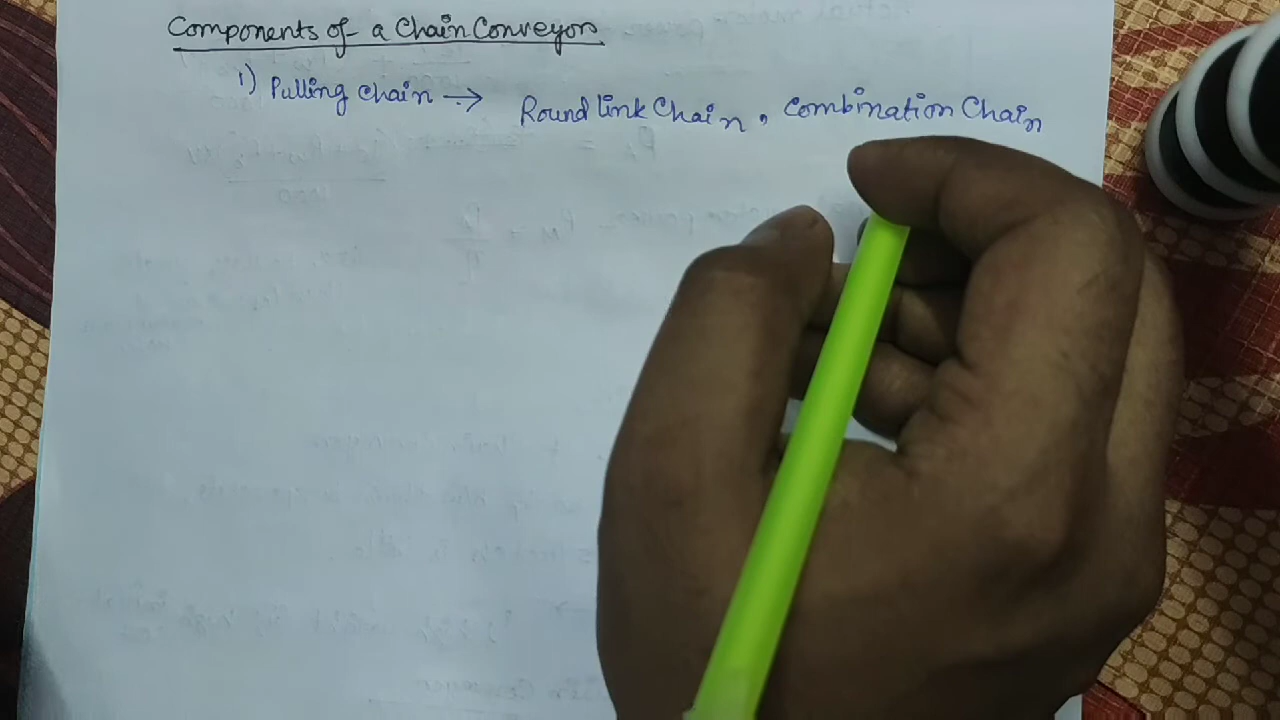 Components of a Chain Conveyor
1) Pulling Chain → Round link Chain, Combination Chain